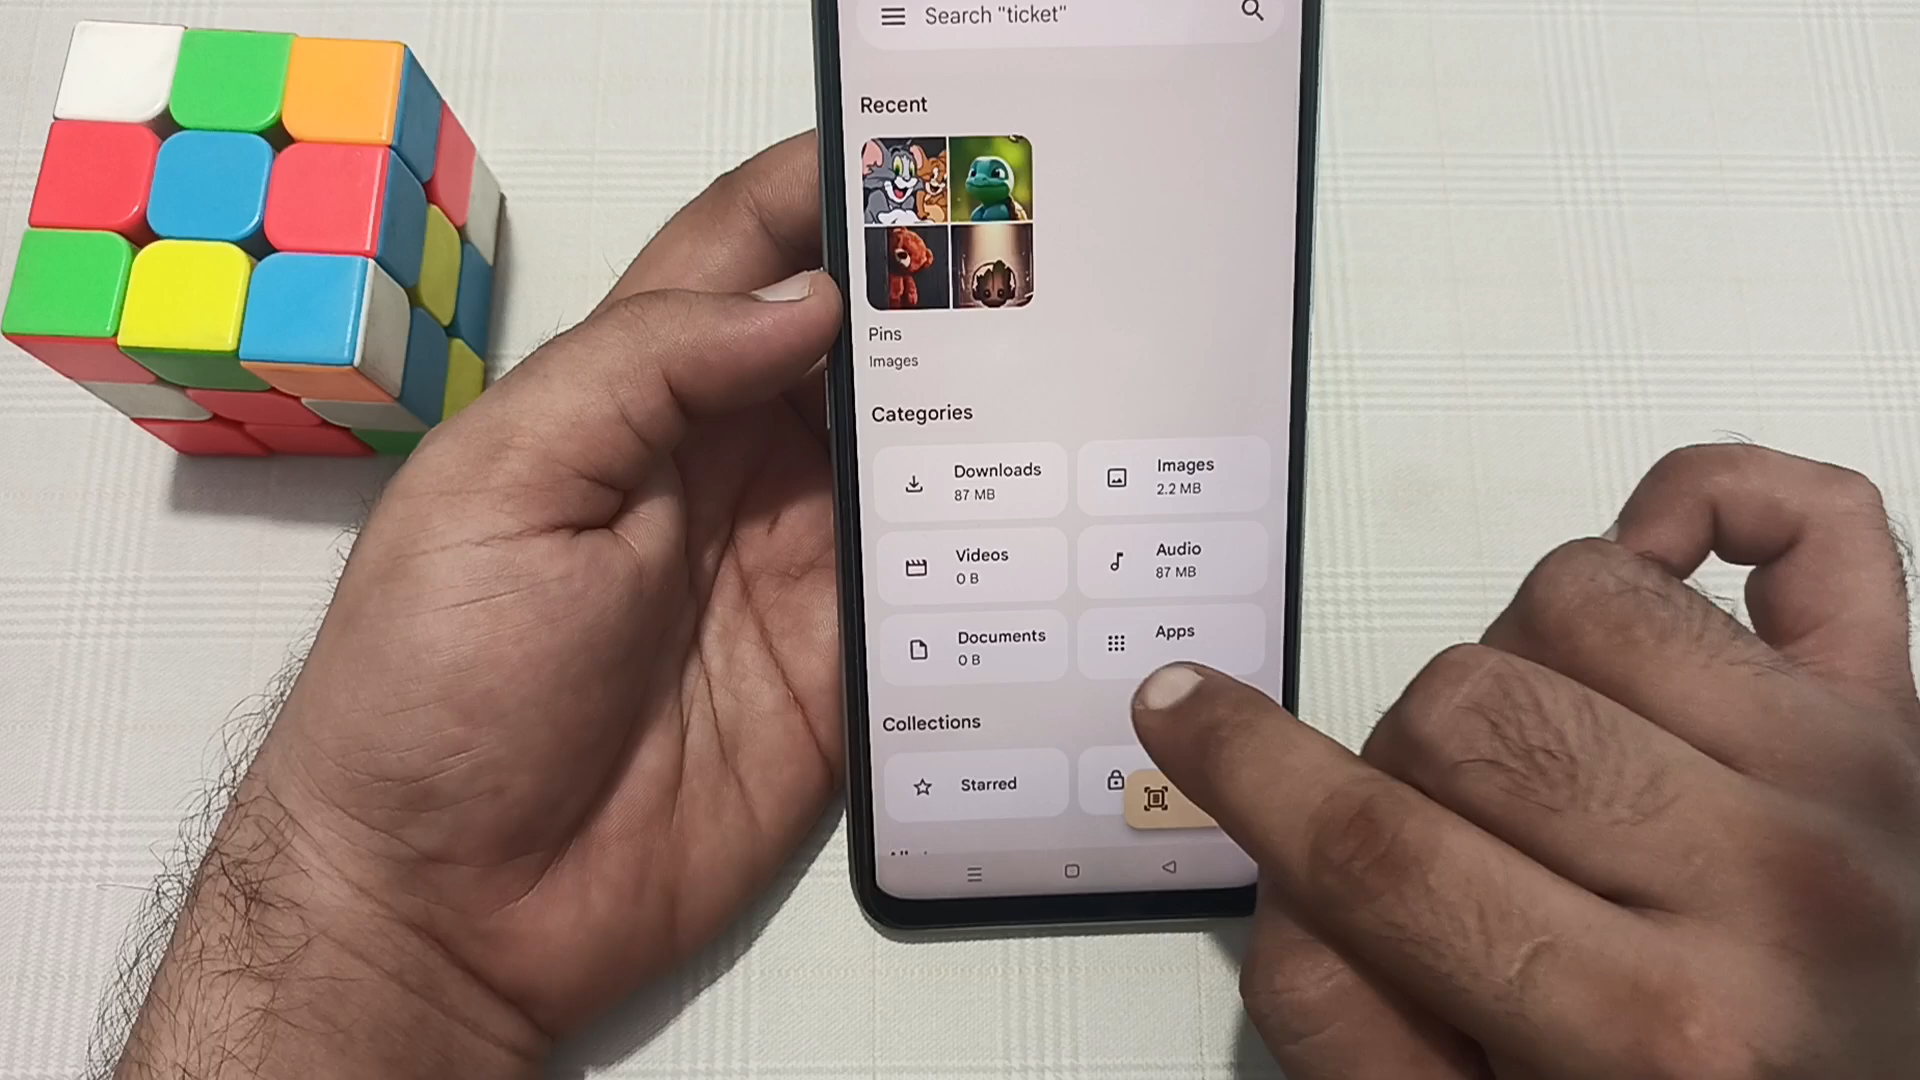 Search "ticket"
Recent
Pins
Images
Categories
Downloads
87 MB
Images
2.2 MB
Videos
0 B
Audio
87 MB
Documents
0 B
Apps
Collections
Starred